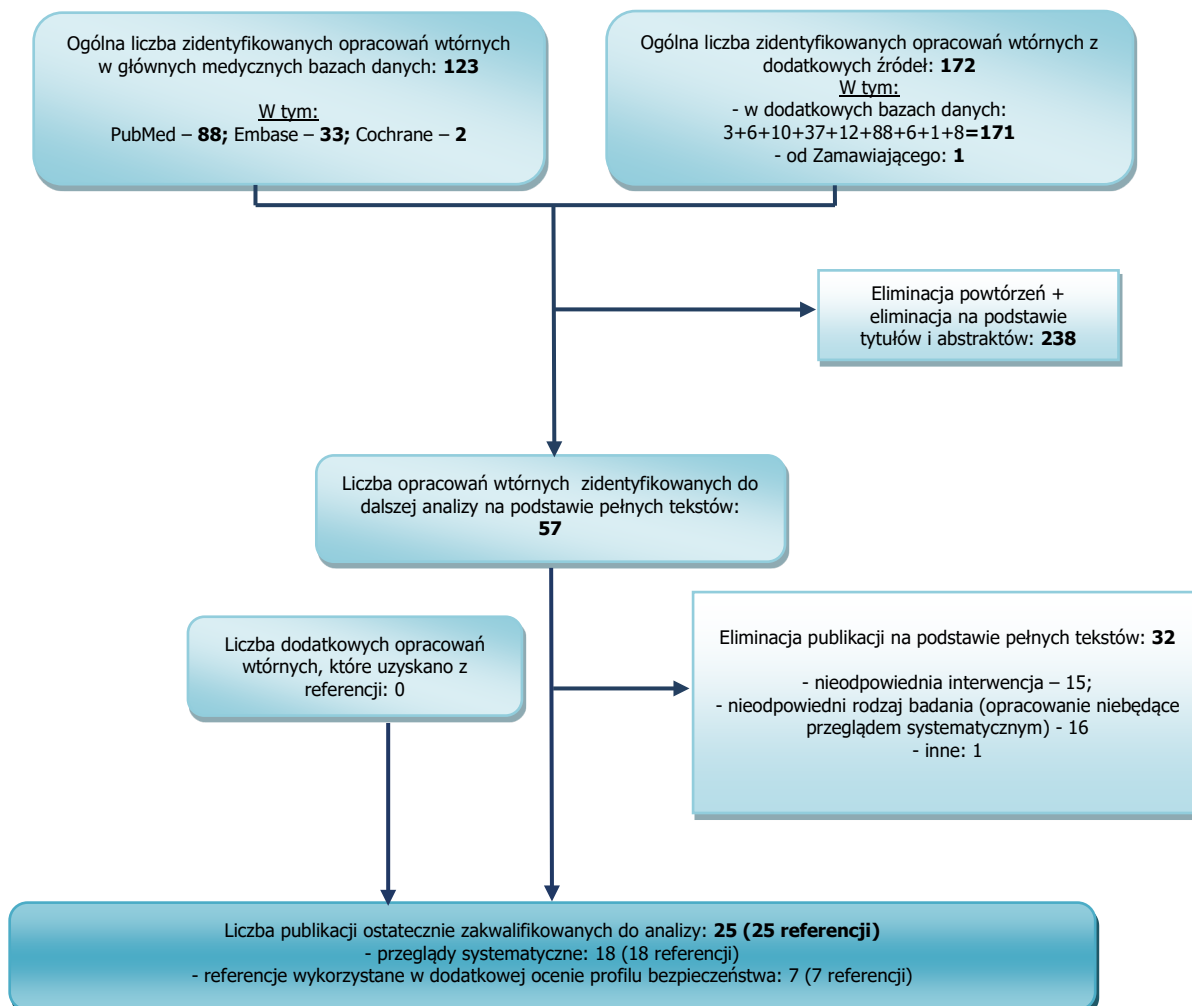 Ogólna liczba zidentyfikowanych opracowań wtórnych
w głównych medycznych bazach danych: 123
W tym:
PubMed – 88; Embase – 33; Cochrane – 2
Ogólna liczba zidentyfikowanych opracowań wtórnych z
dodatkowych źródeł: 172
W tym:
- w dodatkowych bazach danych:
3+6+10+37+12+88+6+1+8=171
- od Zamawiającego: 1
Eliminacja powtórzeń +
eliminacja na podstawie
tytułów i abstraktów: 238
Liczba opracowań wtórnych zidentyfikowanych do
dalszej analizy na podstawie pełnych tekstów:
57
Liczba dodatkowych opracowań
wtórnych, które uzyskano z
referencji: 0
Eliminacja publikacji na podstawie pełnych tekstów: 32
- nieodpowiednia interwencja – 15;
- nieodpowiedni rodzaj badania (opracowanie niebędące
przeglądem systematycznym) - 16
- inne: 1
Liczba publikacji ostatecznie zakwalifikowanych do analizy: 25 (25 referencji)
- przeglądy systematyczne: 18 (18 referencji)
- referencje wykorzystane w dodatkowej ocenie profilu bezpieczeństwa: 7 (7 referencji)